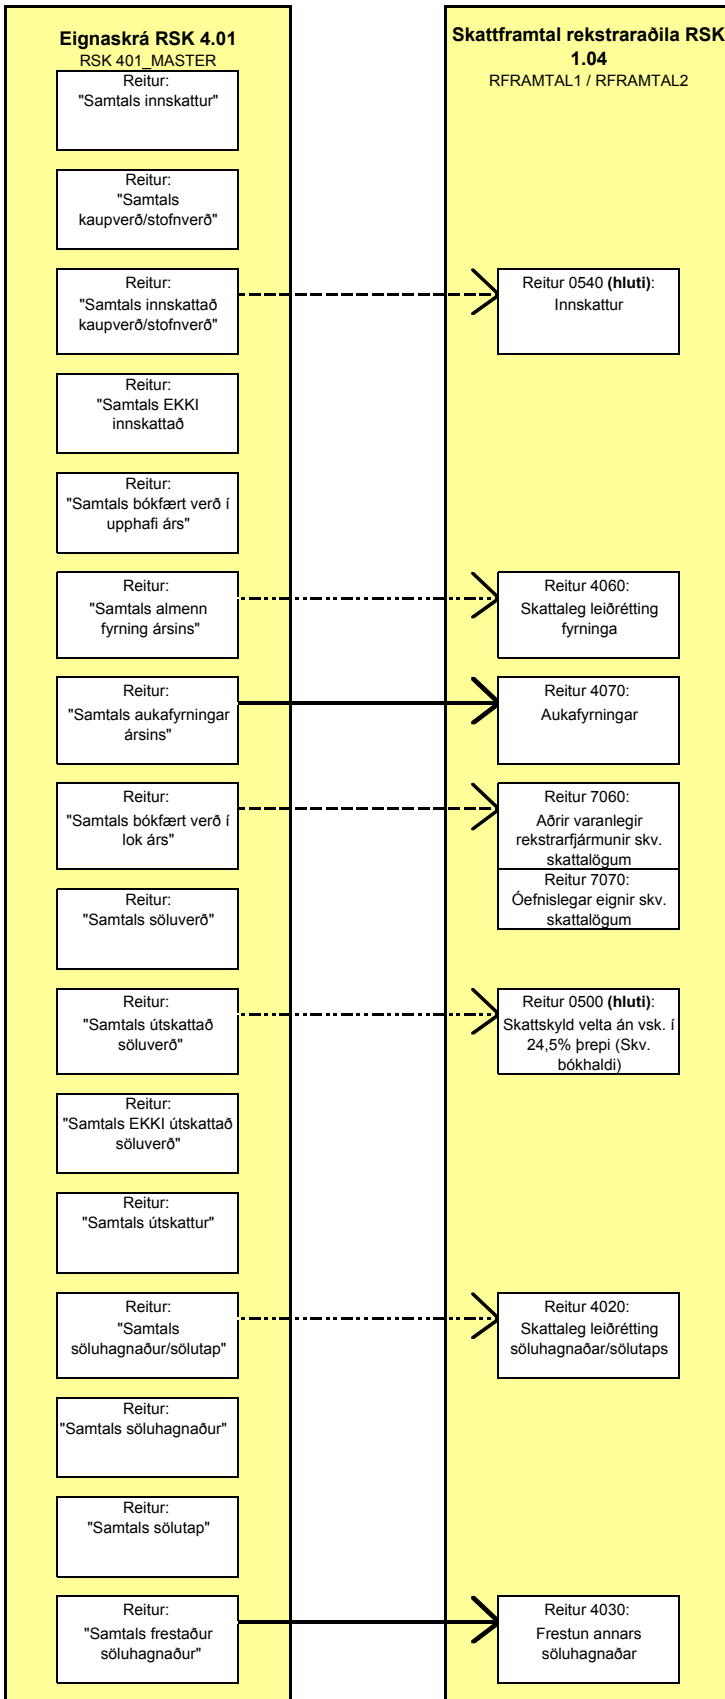 Eignaskrá RSK 4.01
RSK 401_MASTER
Reitur:
"Samtals innskattur"
Reitur:
"Samtals
kaupverð/stofnverð"
Reitur:
"Samtals innskattað
kaupverð/stofnverð"
Reitur:
"Samtals EKKI
innskattað
Reitur:
"Samtals bókfært verð í
upphafi árs"
Reitur:
"Samtals almenn
fyrning ársins"
Reitur:
"Samtals aukafyrningar
ársins"
Reitur:
"Samtals bókfært verð í
lok árs"
Reitur:
"Samtals söluverð"
Reitur:
"Samtals útskattað
söluverð"
Reitur:
"Samtals EKKI útskattað
söluverð"
Reitur:
"Samtals útskattur"
Reitur:
"Samtals
söluhagnaður/sölutap"
Reitur:
"Samtals söluhagnaður"
Reitur:
"Samtals sölutap"
Reitur:
"Samtals frestaður
söluhagnaður"
Skattframtal rekstraraðila RSK
1.04
RFRAMTAL1 / RFRAMTAL2
Reitur 0540 (hluti):
Innskattur
Reitur 4060:
Skattaleg leiðrétting
fyrninga
Reitur 4070:
Aukafyrningar
Reitur 7060:
Aðrir varanlegir
rekstrarfjármunir skv.
skattalögum
Reitur 7070:
Óefnislegar eignir skv.
skattalögum
Reitur 0500 (hluti):
Skattskyld velta án vsk. í
24,5% þrepi (Skv.
bókhaldi)
Reitur 4020:
Skattaleg leiðrétting
söluhagnaðar/sölutaps
Reitur 4030:
Frestun annars
söluhagnaðar